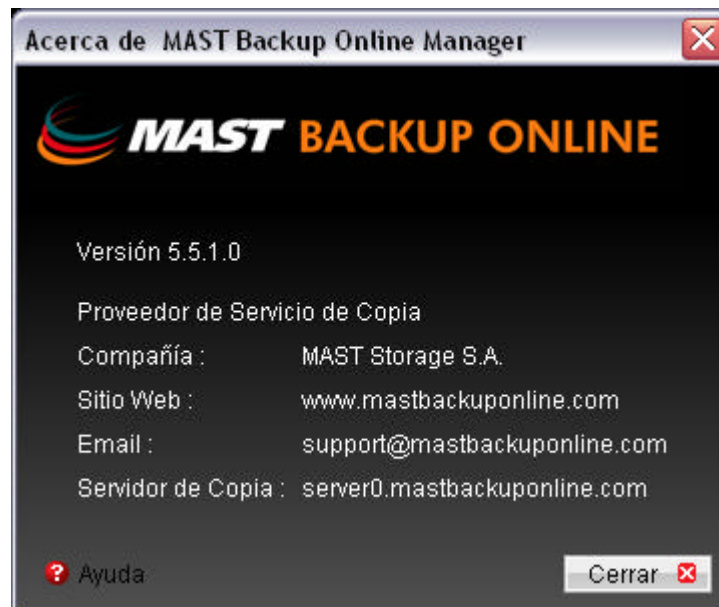 Acerca de MAST Backup Online Manager
MAST BACKUP ONLINE
Versión 5.5.1.0
Proveedor de Servicio de Copia
Compañía : MAST Storage S.A.
Sitio Web : www.mastbackuponline.com
Email : support@mastbackuponline.com
Servidor de Copia : server0.mastbackuponline.com
? Ayuda
Cerrar